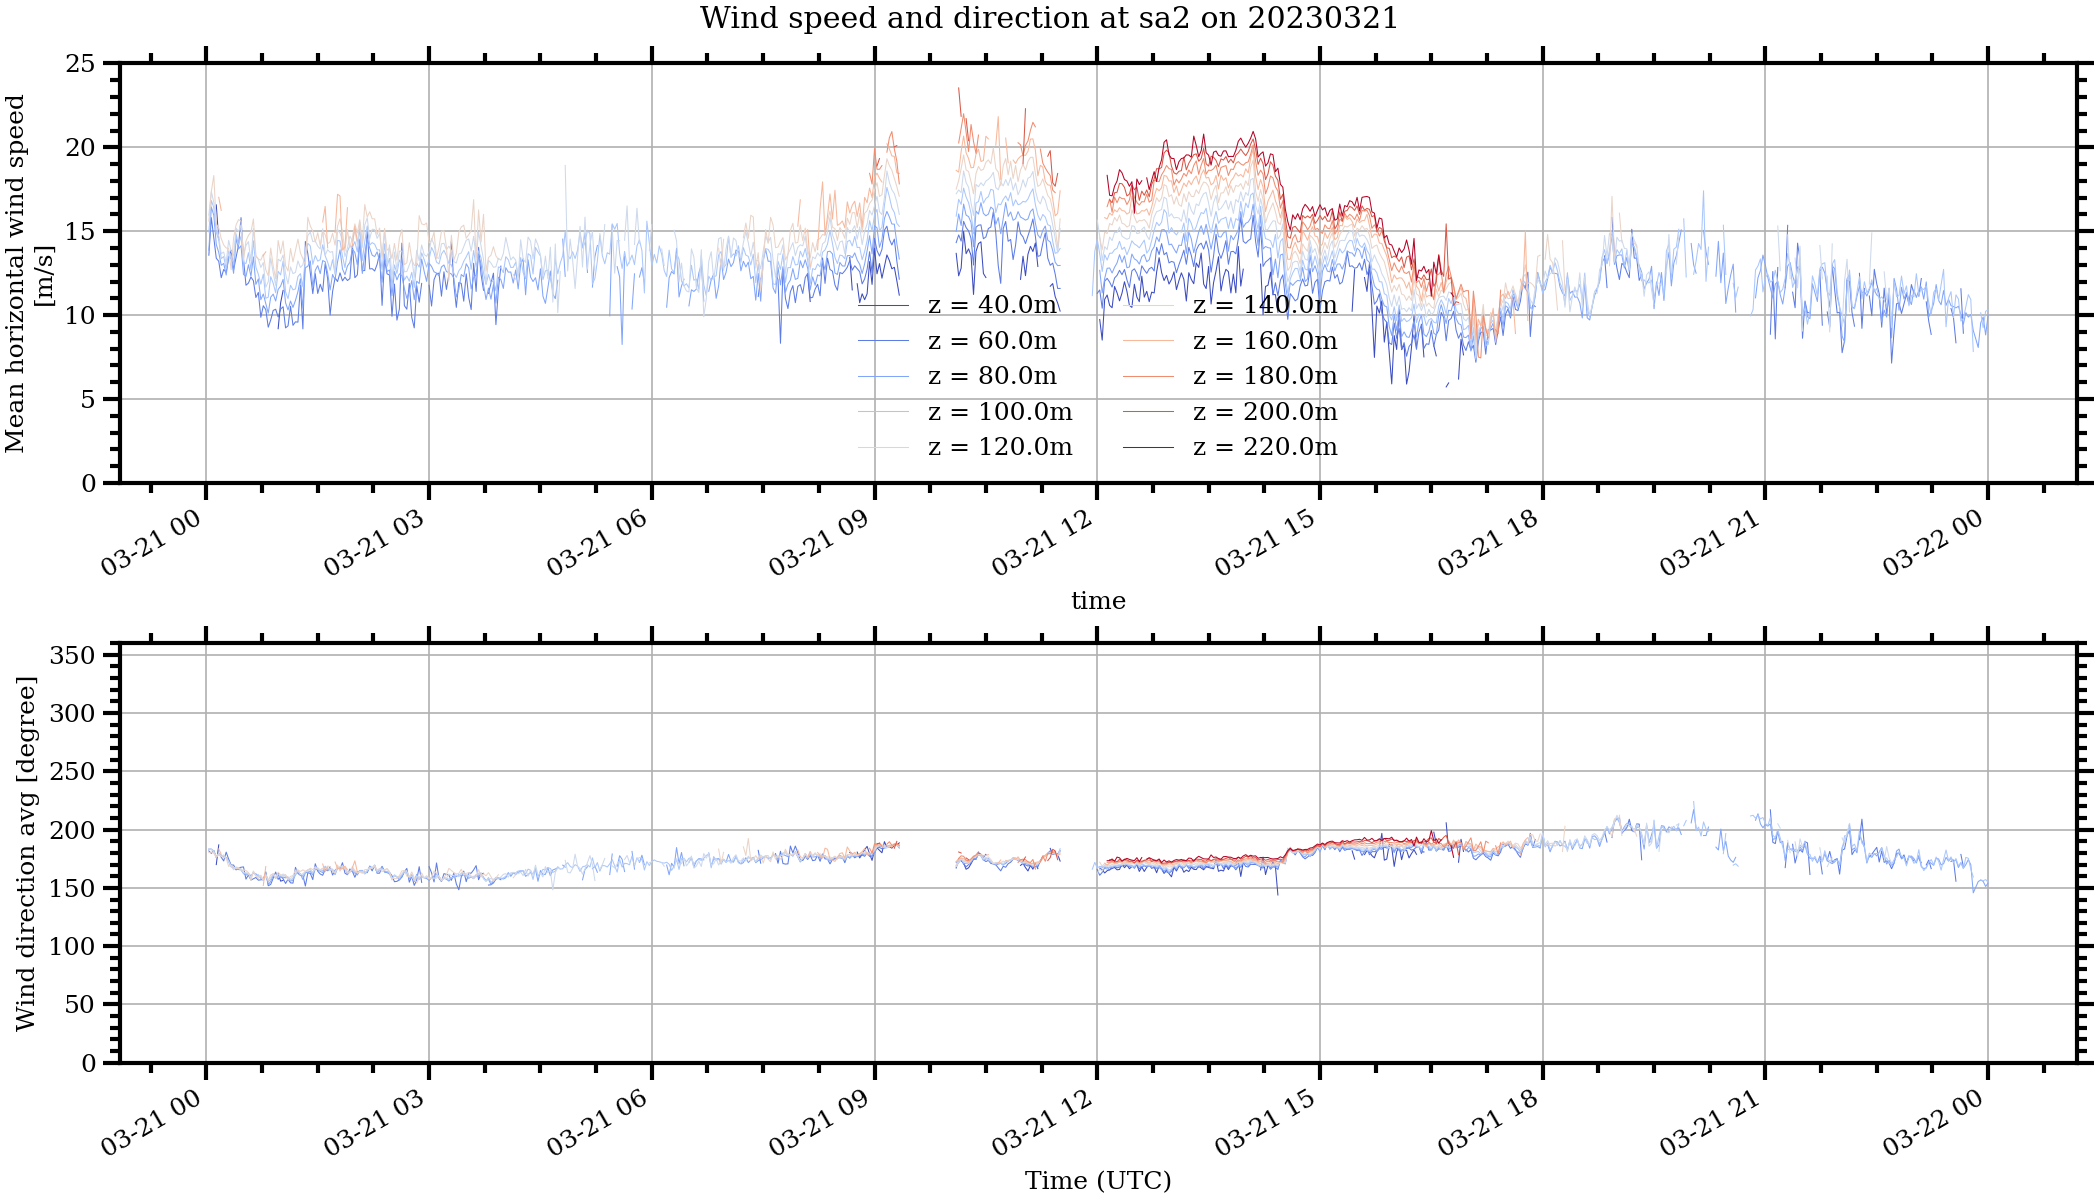 Wind speed and direction at sa2 on 20230321
Mean horizontal wind speed
[m/s]
25
20
15
10
5
0
z = 40.0m
z = 60.0m
z = 80.0m
z = 100.0m
z = 120.0m
z = 140.0m
z = 160.0m
z = 180.0m
z = 200.0m
z = 220.0m
03-21 00
03-21 03
03-21 06
03-21 09
03-21 12
03-21 15
03-21 18
03-21 21
03-22 00
time
Wind direction avg [degree]
350
300
250
200
150
100
50
0
03-21 00
03-21 03
03-21 06
03-21 09
03-21 12
03-21 15
03-21 18
03-21 21
03-22 00
Time (UTC)